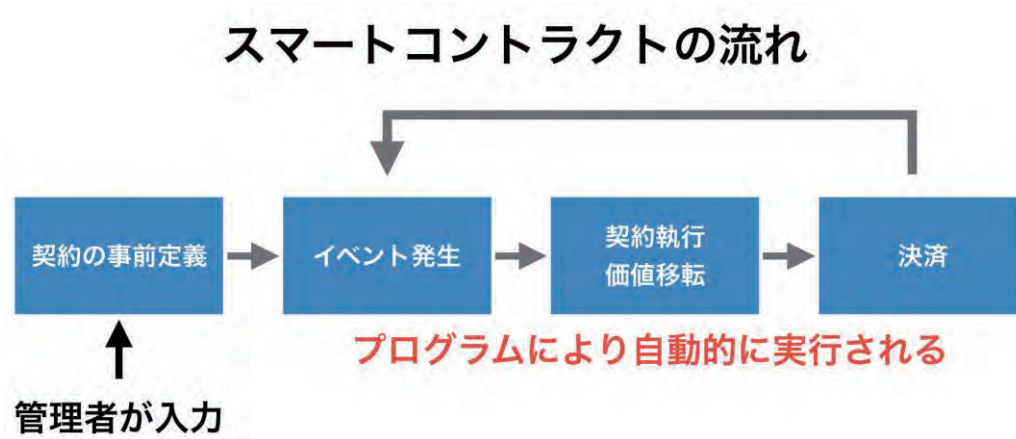 スマートコントラクトの流れ
契約の事前定義
イベント発生
契約執行
価値移転
決済
プログラムにより自動的に実行される
管理者が入力